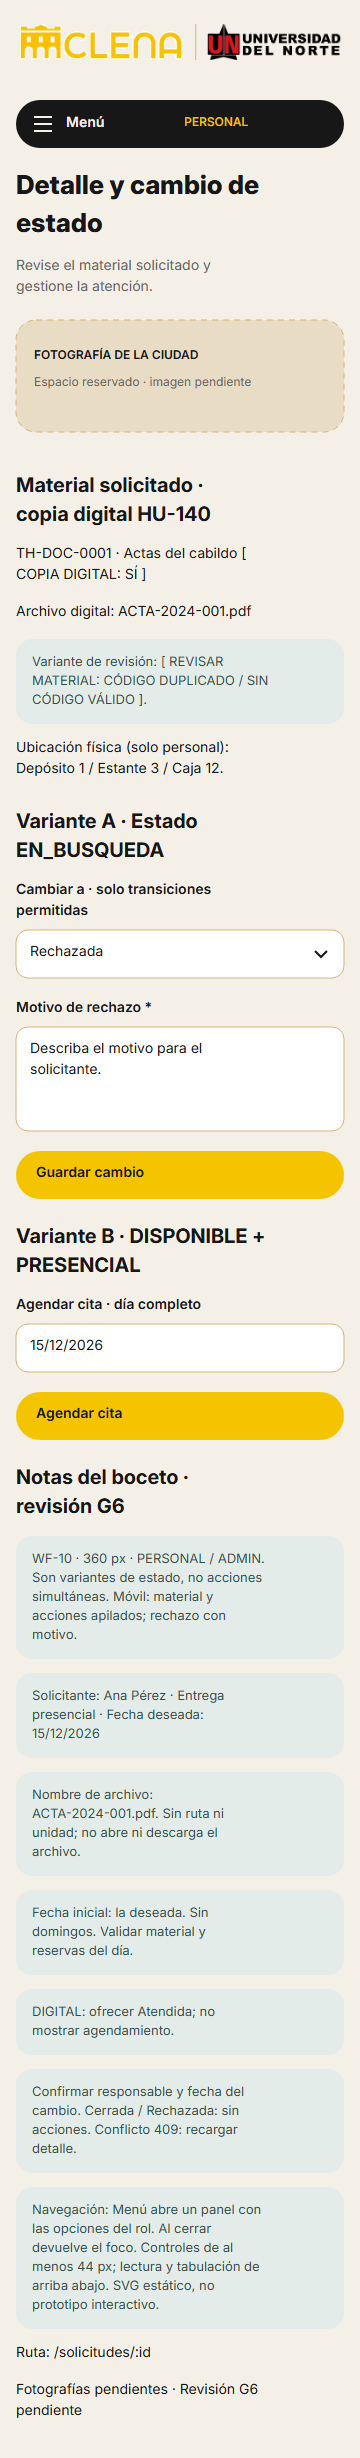 CLENA
UN UNIVERSIDAD
DEL NORTE
Menú
PERSONAL
Detalle y cambio de
estado
Revise el material solicitado y
gestione la atención.
FOTOGRAFÍA DE LA CIUDAD
Espacio reservado · imagen pendiente
Material solicitado ·
copia digital HU-140
TH-DOC-0001 · Actas del cabildo [
COPIA DIGITAL: SÍ ]
Archivo digital: ACTA-2024-001.pdf
Variante de revisión: [ REVISAR
MATERIAL: CÓDIGO DUPLICADO / SIN
CÓDIGO VÁLIDO ].
Ubicación física (solo personal):
Depósito 1 / Estante 3 / Caja 12.
Variante A · Estado
EN_BUSQUEDA
Cambiar a · solo transiciones
permitidas
Rechazada
Motivo de rechazo *
Describa el motivo para el
solicitante.
Guardar cambio
Variante B · DISPONIBLE +
PRESENCIAL
Agendar cita · día completo
15/12/2026
Agendar cita
Notas del boceto ·
revisión G6
WF-10 · 360 px · PERSONAL / ADMIN.
Son variantes de estado, no acciones
simultáneas. Móvil: material y
acciones apilados; rechazo con
motivo.
Solicitante: Ana Pérez · Entrega
presencial · Fecha deseada:
15/12/2026
Nombre de archivo:
ACTA-2024-001.pdf. Sin ruta ni
unidad; no abre ni descarga el
archivo.
Fecha inicial: la deseada. Sin
domingos. Validar material y
reservas del día.
DIGITAL: ofrecer Atendida; no
mostrar agendamiento.
Confirmar responsable y fecha del
cambio. Cerrada / Rechazada: sin
acciones. Conflicto 409: recargar
detalle.
Navegación: Menú abre un panel con
las opciones del rol. Al cerrar
devuelve el foco. Controles de al
menos 44 px; lectura y tabulación de
arriba abajo. SVG estático, no
prototipo interactivo.
Ruta: /solicitudes/:id
Fotografías pendientes · Revisión G6
pendiente